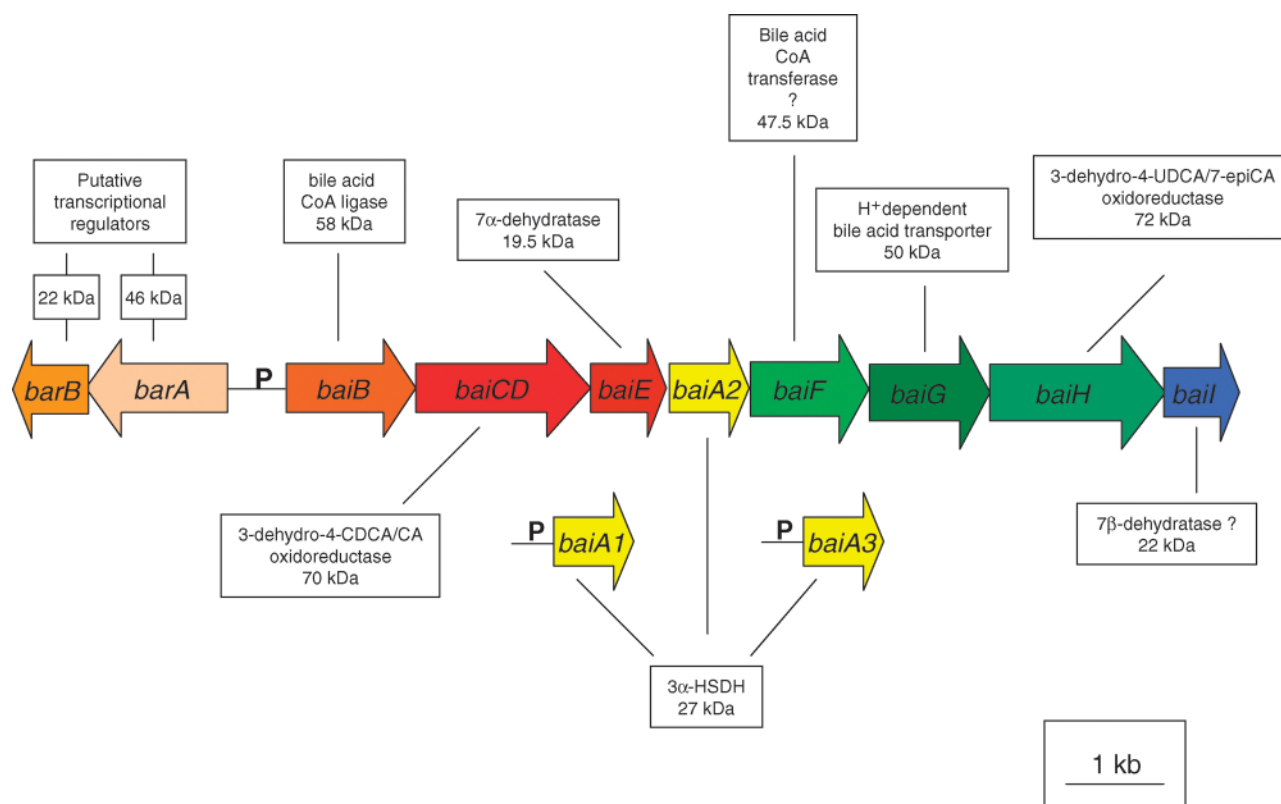 Bile acid
CoA
transferase
?
47.5 kDa
Putative
transcriptional
regulators
bile acid
CoA ligase
58 kDa
7α-dehydratase
19.5 kDa
H+dependent
bile acid transporter
50 kDa
3-dehydro-4-UDCA/7-epiCA
oxidoreductase
72 kDa
22 kDa
46 kDa
barB
barA
P
baiB
baiCD
baiE
baiA2
baiF
baiG
baiH
baiI
3-dehydro-4-CDCA/CA
oxidoreductase
70 kDa
P
baiA1
P
baiA3
7β-dehydratase ?
22 kDa
3α-HSDH
27 kDa
1 kb